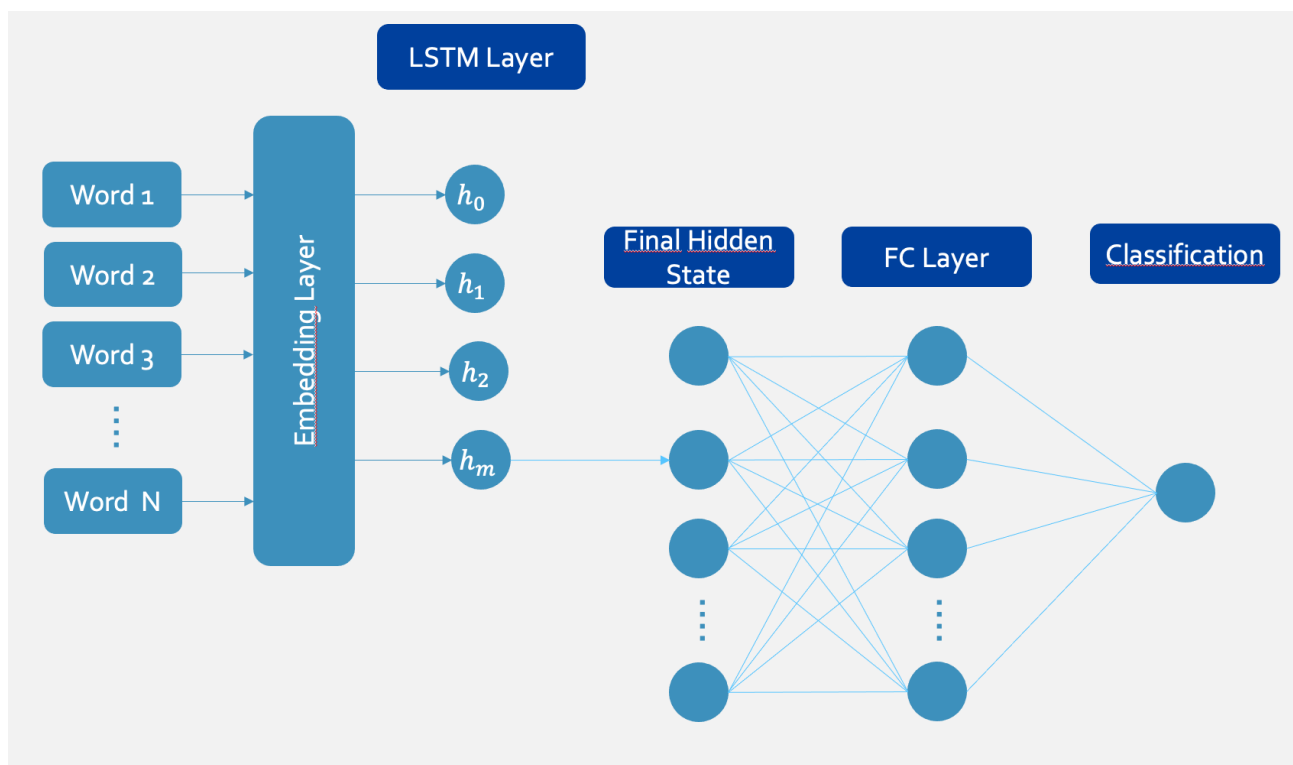 LSTM Layer
Word 1
Word 2
Word 3
Word  N
Embedding Layer
h₀
h₁
h₂
hₘ
Final Hidden
State
FC Layer
Classification